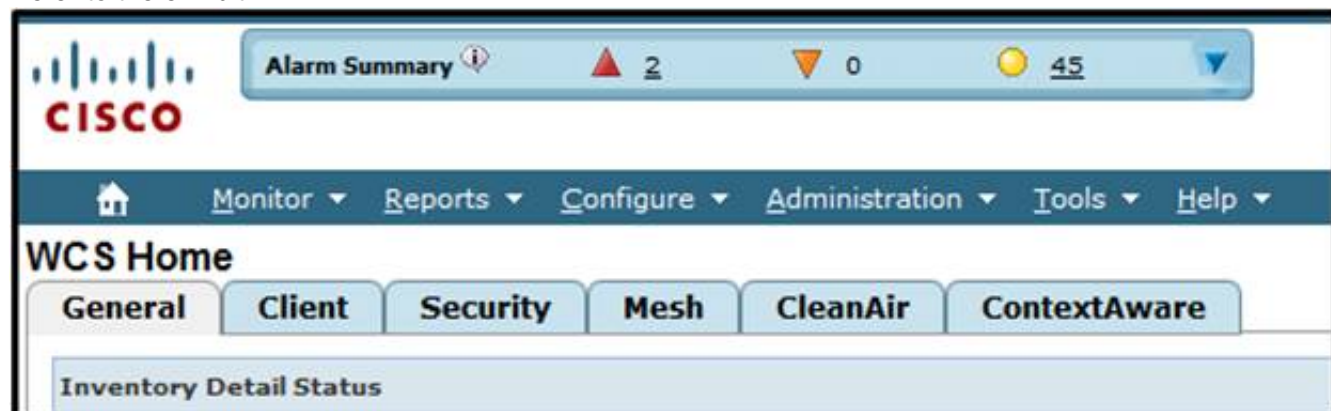 Alarm Summary 2 0 45
CISCO
Monitor Reports Configure Administration Tools Help
WCS Home
General Client Security Mesh CleanAir ContextAware
Inventory Detail Status